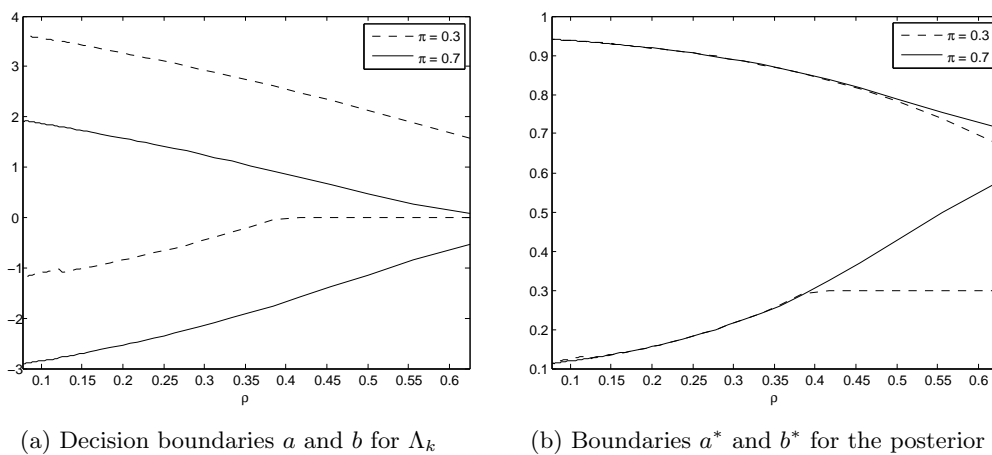 4
3
2
1
0
−1
−2
−3
0.1 0.15 0.2 0.25 0.3 0.35 0.4 0.45 0.5 0.55 0.6
ρ
π = 0.3
π = 0.7
(a) Decision boundaries a and b for Λk
1
0.9
0.8
0.7
0.6
0.5
0.4
0.3
0.2
0.1
0.1 0.15 0.2 0.25 0.3 0.35 0.4 0.45 0.5 0.55 0.6
ρ
π = 0.3
π = 0.7
(b) Boundaries a* and b* for the posterior